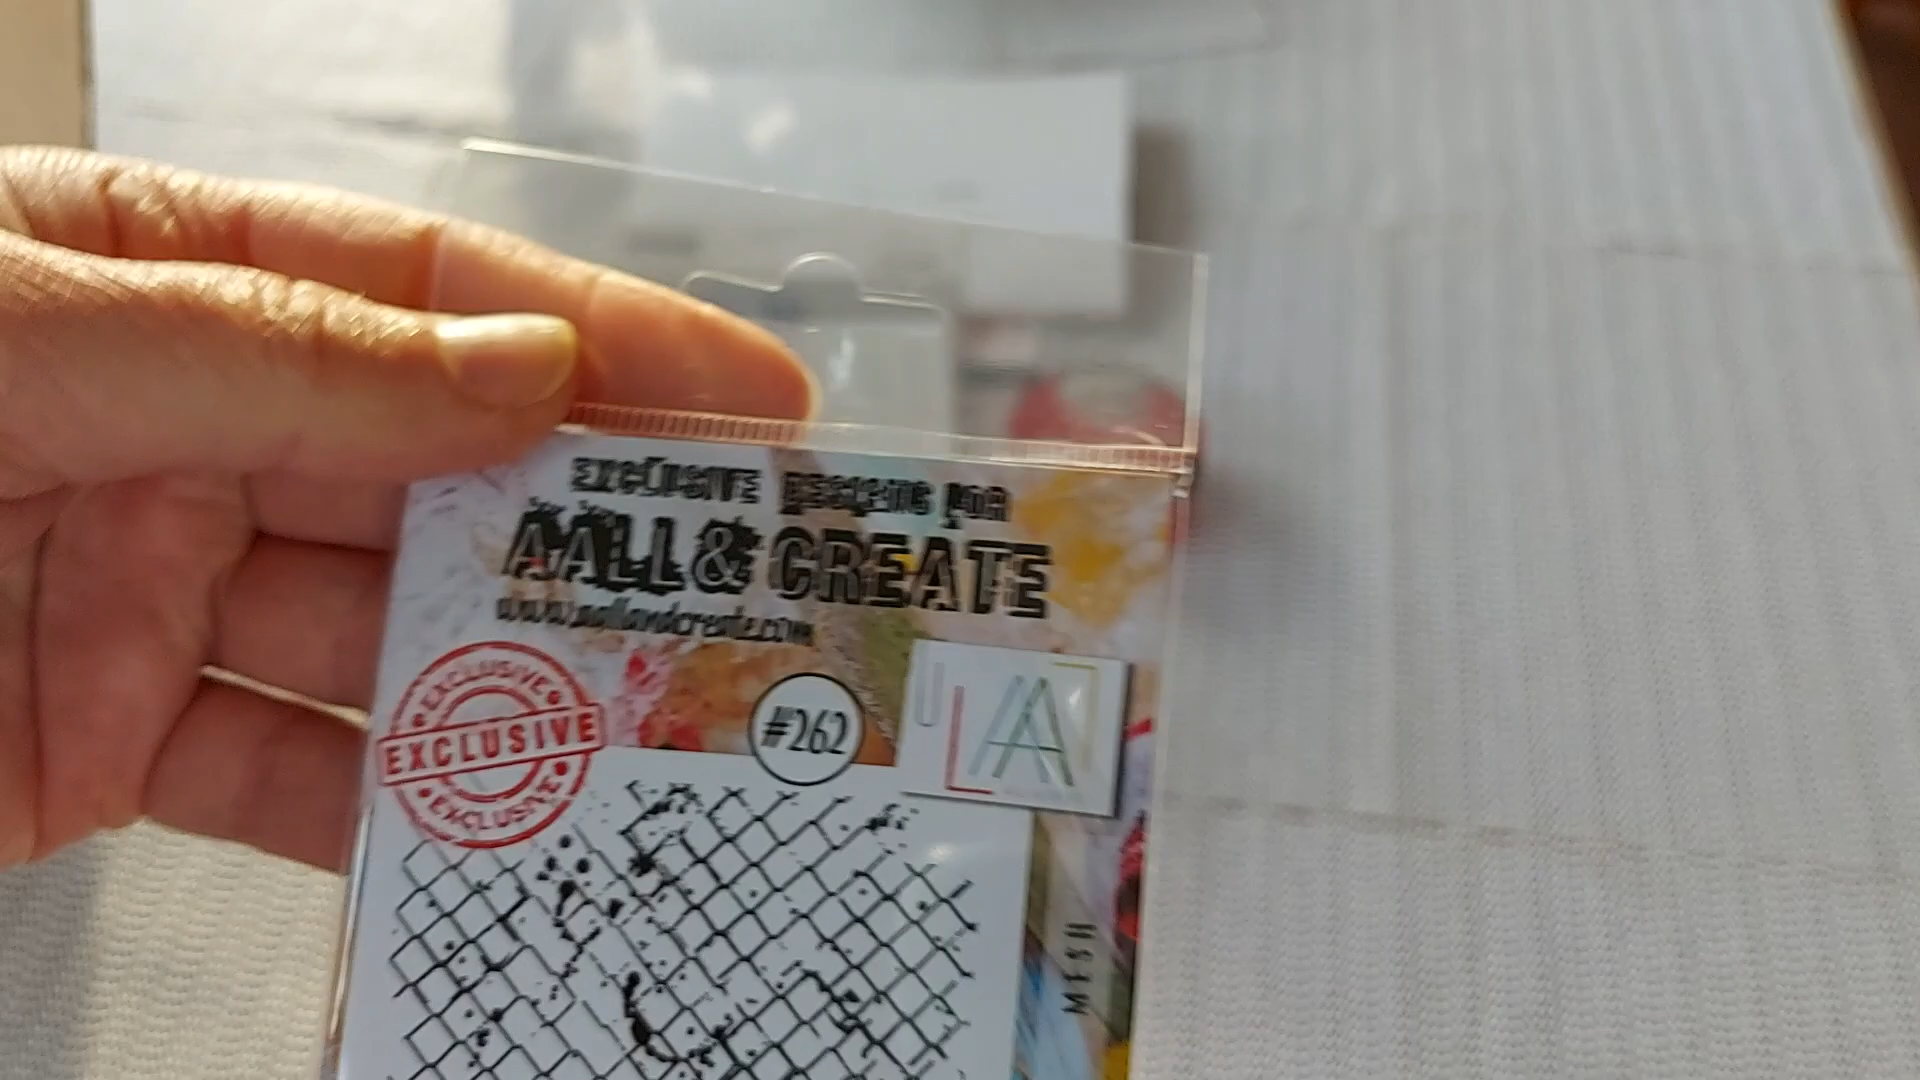 EXCLUSIVE DESIGNS FOR
AALL & CREATE
www.aallandcreate.com
EXCLUSIVE
EXCLUSIVE
EXCLUSIVE
#262
MESH